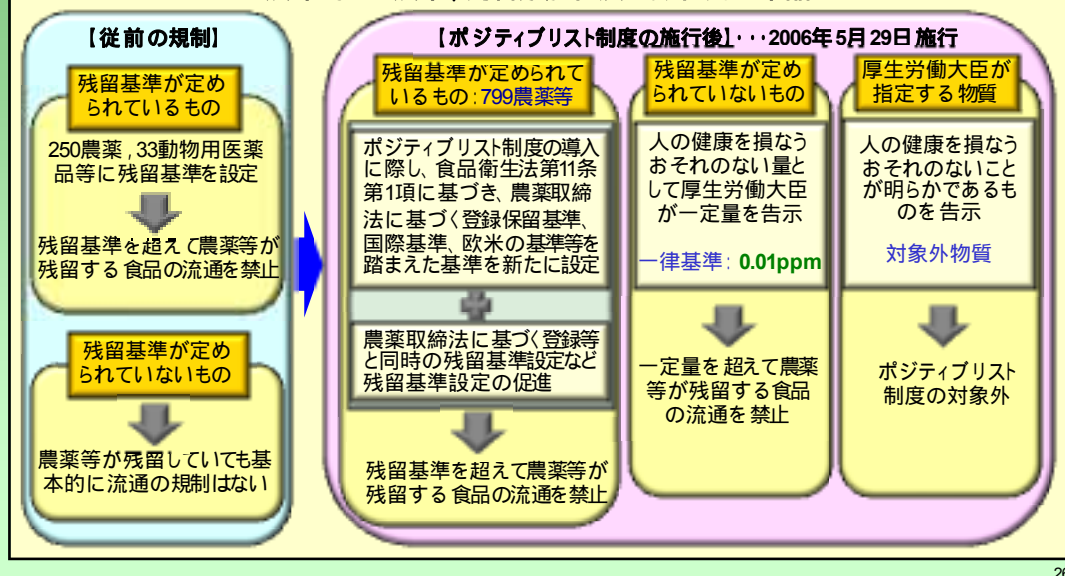 【従前の規制】
残留基準が定め
られているもの
250農薬，33動物用医薬
品等に残留基準を設定
残留基準を超えて農薬等が
残留する食品の流通を禁止
残留基準が定め
られていないもの
農薬等が残留していても基
本的に流通の規制はない
【ポジティブリスト制度の施行後】・・・2006年5月29日施行
残留基準が定められて
いるもの：799農薬等
ポジティブリスト制度の導入
に際し、食品衛生法第11条
第1項に基づき、農薬取締
法に基づく登録保留基準、
国際基準、欧米の基準等を
踏まえた基準を新たに設定
農薬取締法に基づく登録等
と同時の残留基準設定など
残留基準設定の促進
残留基準を超えて農薬等が
残留する食品の流通を禁止
残留基準が定め
られていないもの
人の健康を損なう
おそれのない量と
して厚生労働大臣
が一定量を告示
一律基準：0.01ppm
一定量を超えて農薬
等が残留する食品
の流通を禁止
厚生労働大臣が
指定する物質
人の健康を損なう
おそれのないこと
が明らかであるも
のを告示
対象外物質
ポジティブリスト
制度の対象外